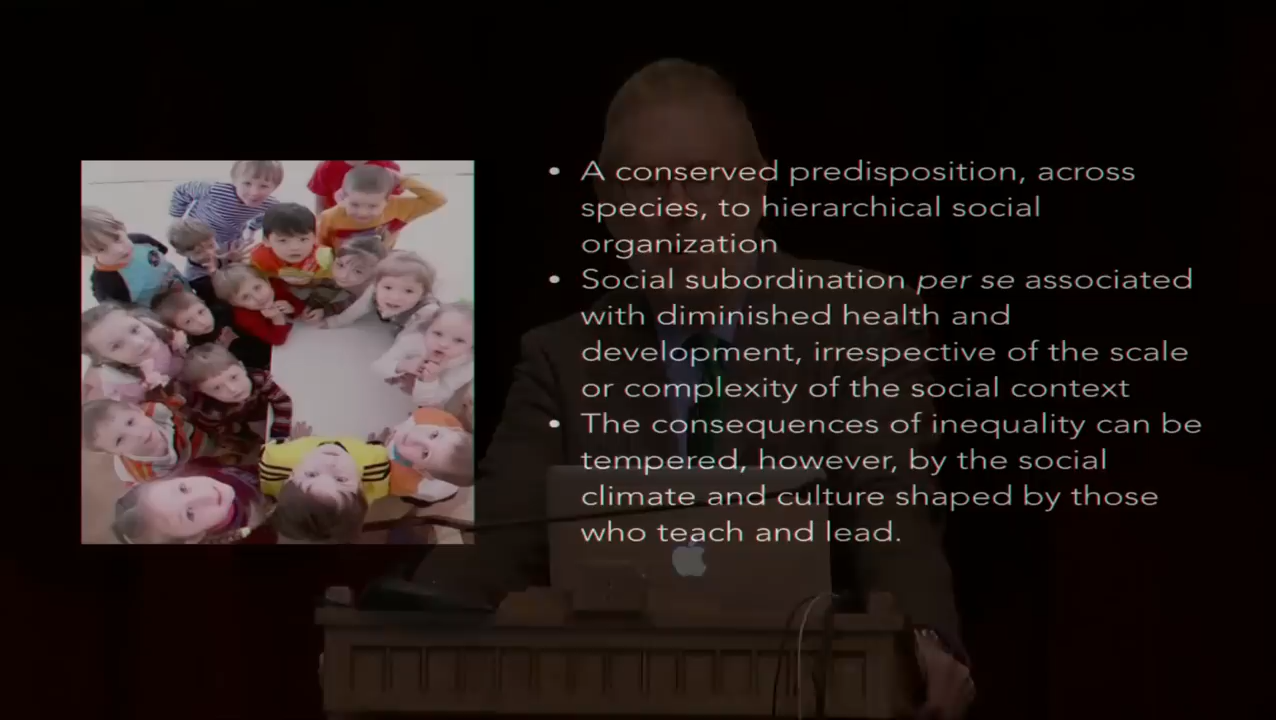 • A conserved predisposition, across
species, to hierarchical social
organization
• Social subordination per se associated
with diminished health and
development, irrespective of the scale
or complexity of the social context
• The consequences of inequality can be
tempered, however, by the social
climate and culture shaped by those
who teach and lead.